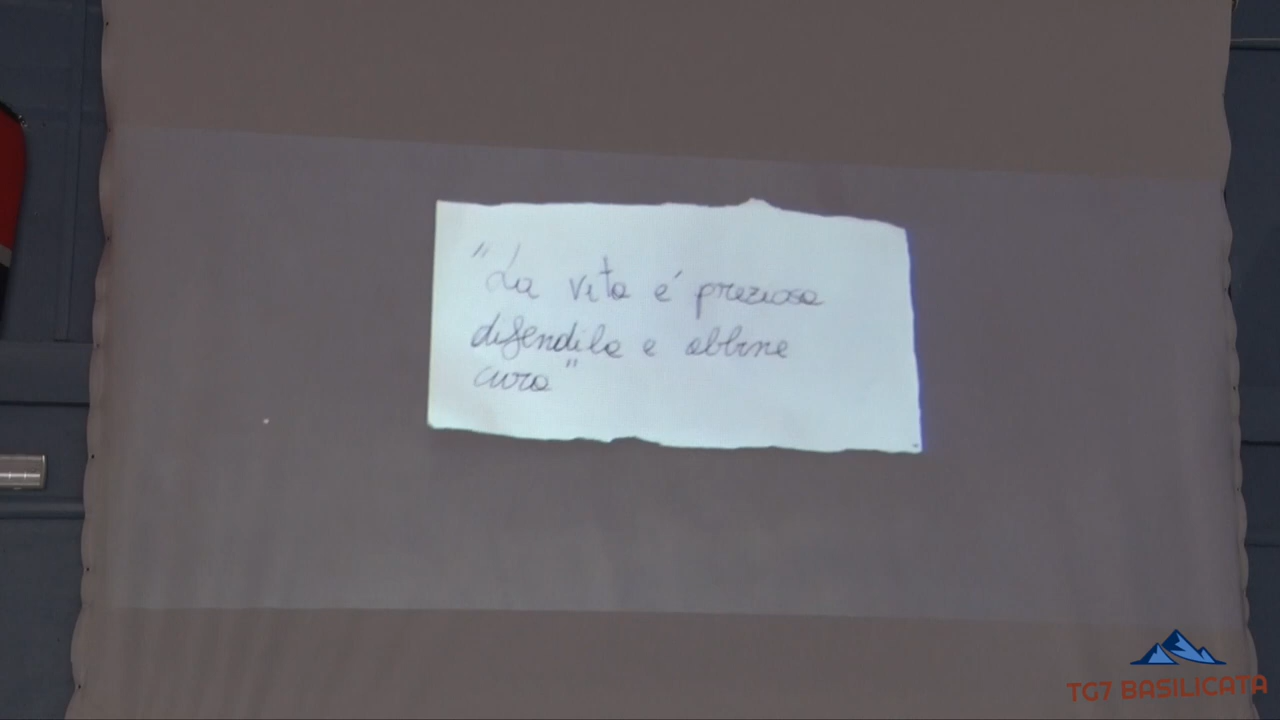 "La vita é preziosa
difendila e abbine
cura"
TG7 BASILICATA